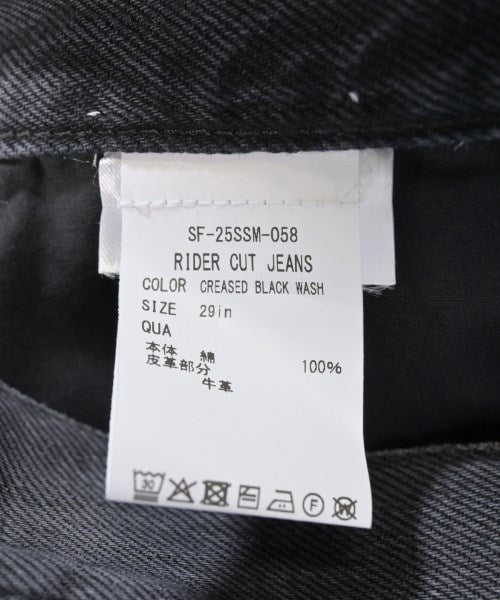 SF-25SSM-058
RIDER CUT JEANS
COLOR CREASED BLACK WASH
SIZE 29in
QUA
本体 綿 100%
皮革部分
牛革
30
F
W